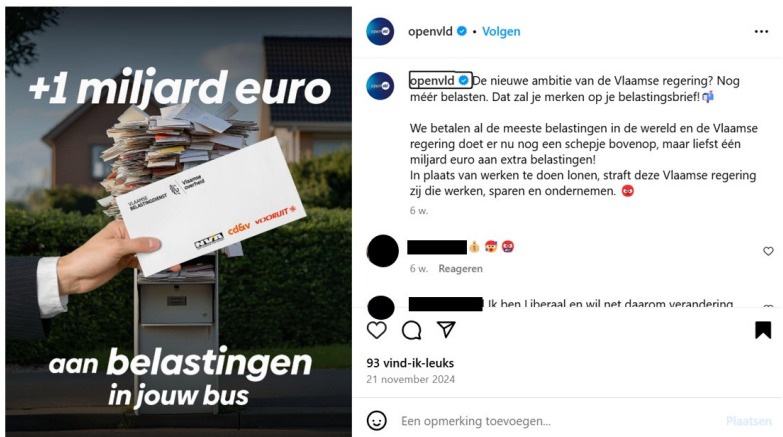 +1 miljard euro
VLAAMSE
BELASTINGDIENST
Vlaamse
overheid
N-VA
cd&v
VOORUIT
aan belastingen
in jouw bus
openvld • Volgen
openvld De nieuwe ambitie van de Vlaamse regering? Nog
méér belasten. Dat zal je merken op je belastingsbrief!📬
We betalen al de meeste belastingen in de wereld en de Vlaamse
regering doet er nu nog een schepje bovenop, maar liefst één
miljard euro aan extra belastingen!
In plaats van werken te doen lonen, straft deze Vlaamse regering
zij die werken, sparen en ondernemen. 😡
6 w.
💰🥵😡
6 w. Reageren
Ik ben Liberaal en wil net daarom verandering
93 vind-ik-leuks
21 november 2024
Een opmerking toevoegen...
Plaatsen